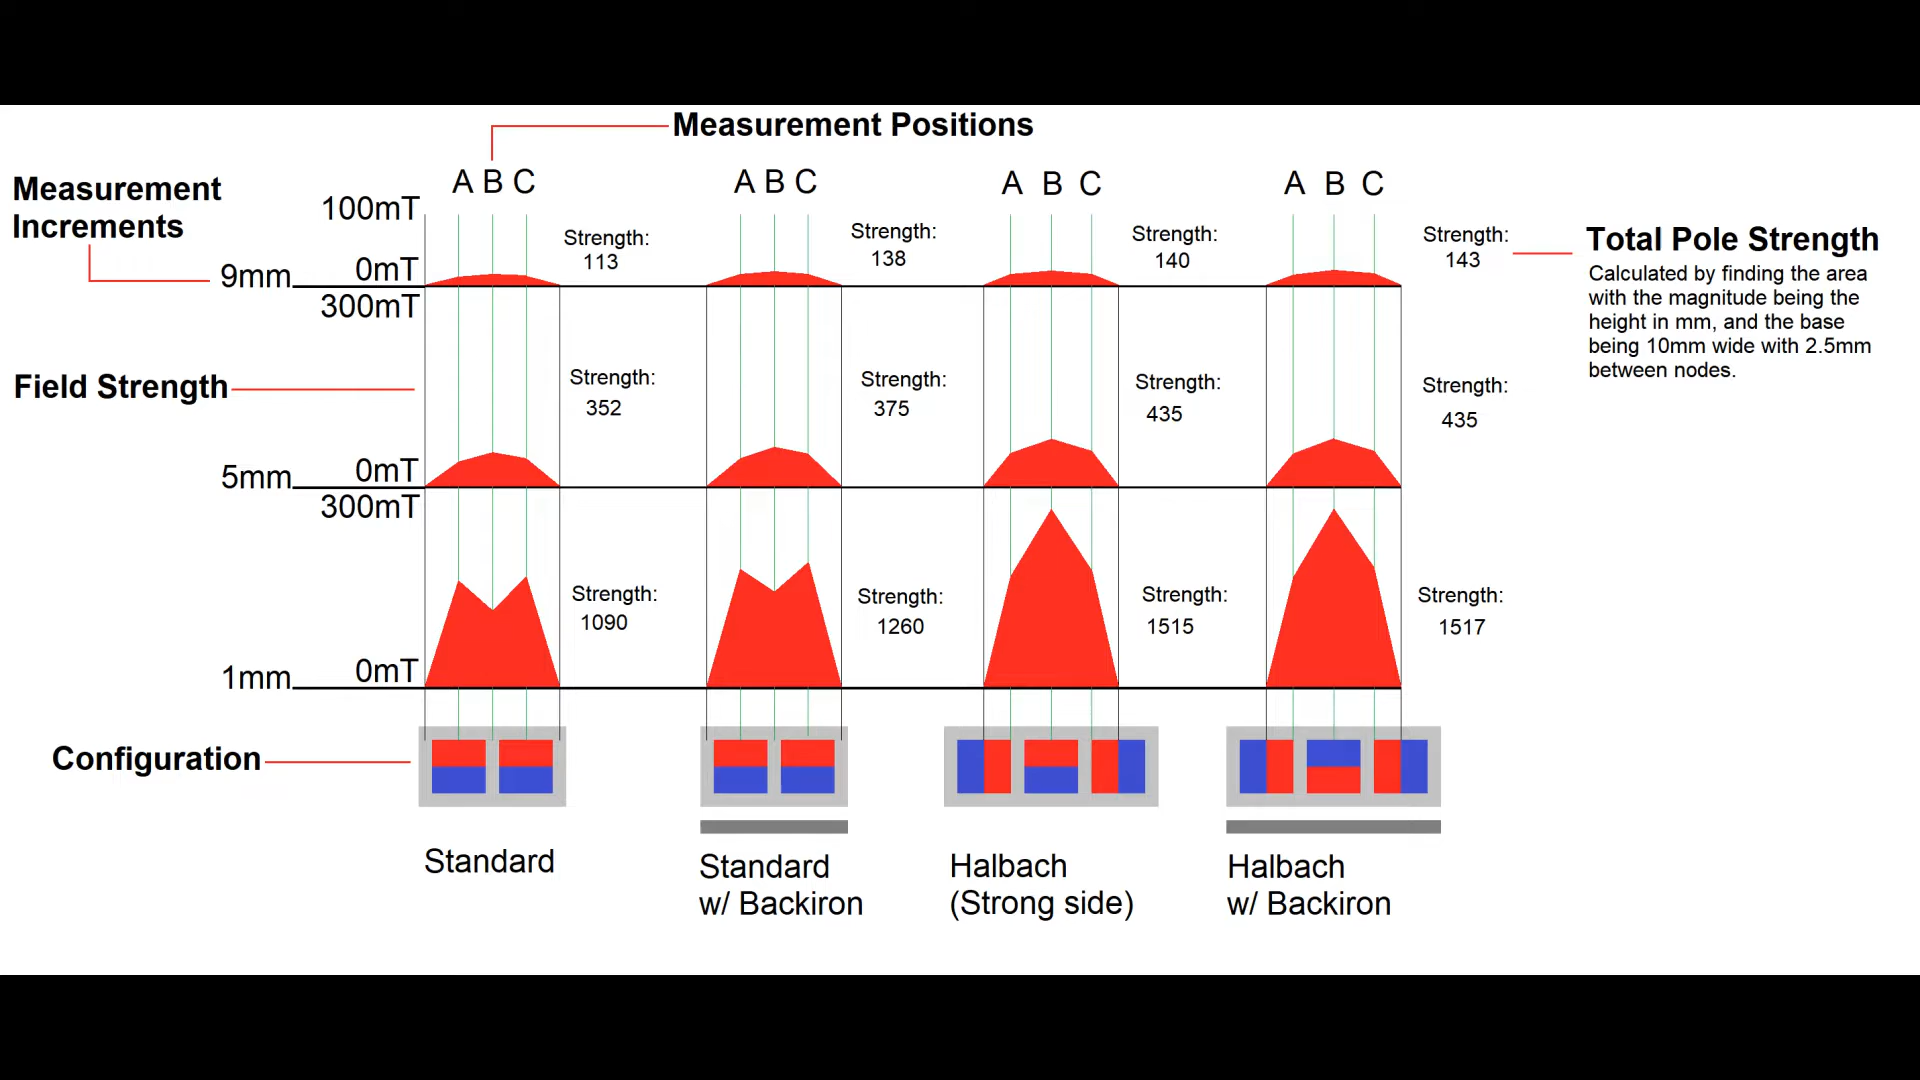 Measurement Positions
A B C
A B C
A B C
A B C
Measurement
Increments
100mT
9mm
0mT
Strength:
113
Strength:
138
Strength:
140
Strength:
143
Total Pole Strength
Calculated by finding the area
with the magnitude being the
height in mm, and the base
being 10mm wide with 2.5mm
between nodes.
300mT
Field Strength
5mm
0mT
Strength:
352
Strength:
375
Strength:
435
Strength:
435
300mT
1mm
0mT
Strength:
1090
Strength:
1260
Strength:
1515
Strength:
1517
Configuration
Standard
Standard
w/ Backiron
Halbach
(Strong side)
Halbach
w/ Backiron